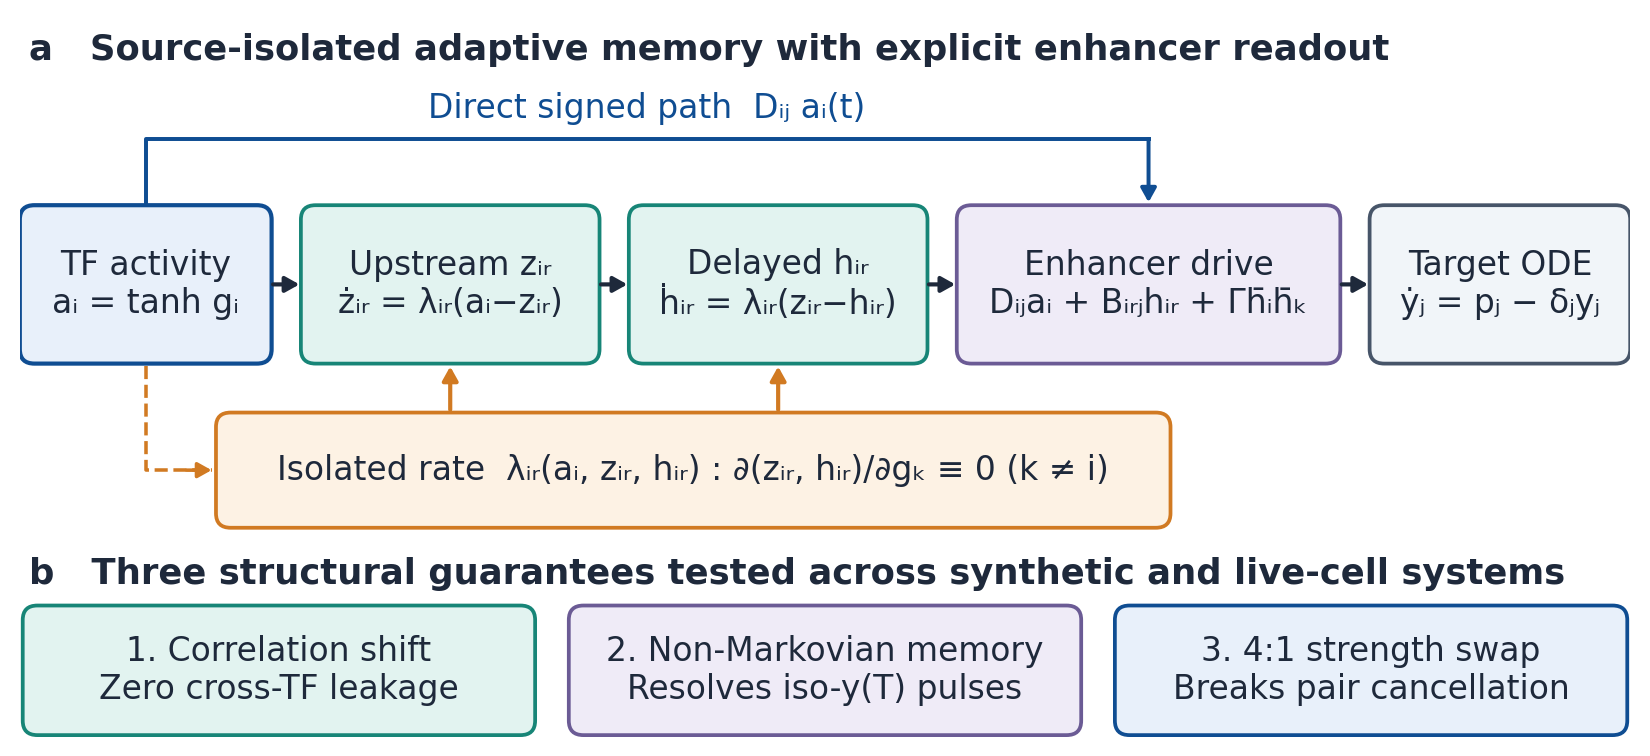 a Source-isolated adaptive memory with explicit enhancer readout
Direct signed path Dᵢⱼ aᵢ(t)
TF activity
aᵢ = tanh gᵢ
Upstream zᵢᵣ
żᵢᵣ = λᵢᵣ(aᵢ−zᵢᵣ)
Delayed hᵢᵣ
ḣᵢᵣ = λᵢᵣ(zᵢᵣ−hᵢᵣ)
Enhancer drive
Dᵢⱼaᵢ + Bᵢᵣⱼhᵢᵣ + Γh̄ᵢh̄ₖ
Target ODE
ẏⱼ = pⱼ − δⱼyⱼ
Isolated rate λᵢᵣ(aᵢ, zᵢᵣ, hᵢᵣ) : ∂(zᵢᵣ, hᵢᵣ)/∂gₖ ≡ 0 (k ≠ i)
b Three structural guarantees tested across synthetic and live-cell systems
1. Correlation shift
Zero cross-TF leakage
2. Non-Markovian memory
Resolves iso-y(T) pulses
3. 4:1 strength swap
Breaks pair cancellation